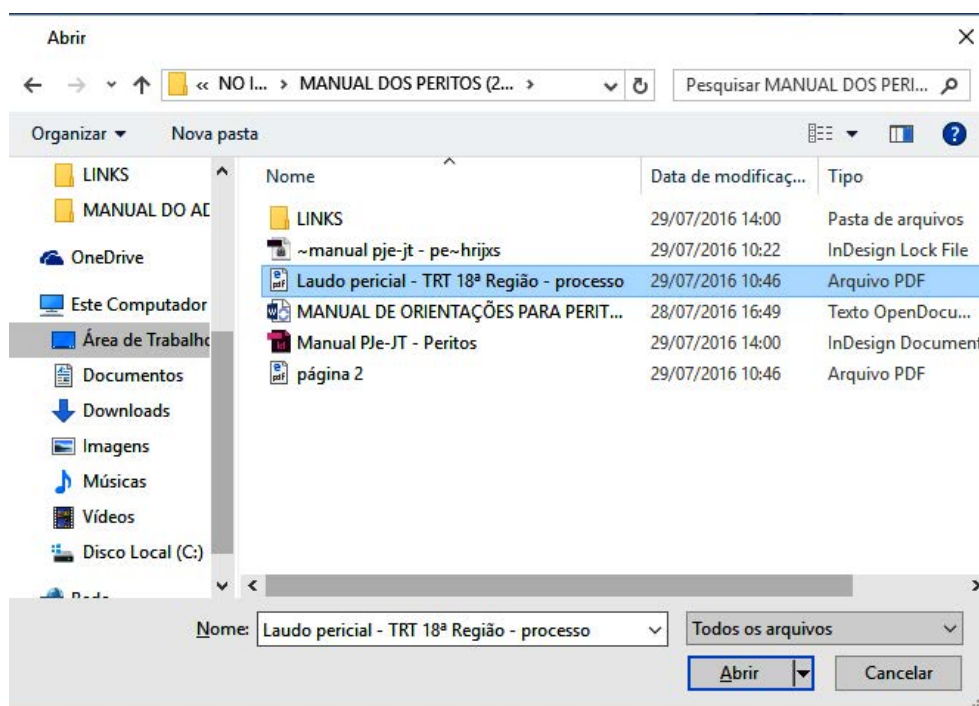 Abrir
« NO I... › MANUAL DOS PERITOS (2... ›
Pesquisar MANUAL DOS PERI...
Organizar
Nova pasta
LINKS
MANUAL DO AD
OneDrive
Este Computador
Área de Trabalho
Documentos
Downloads
Imagens
Músicas
Vídeos
Disco Local (C:)
Nome Data de modificaç... Tipo
LINKS 29/07/2016 14:00 Pasta de arquivos
~manual pje-jt - pe~hrijxs 29/07/2016 10:22 InDesign Lock File
Laudo pericial - TRT 18ª Região - processo 29/07/2016 10:46 Arquivo PDF
MANUAL DE ORIENTAÇÕES PARA PERIT... 28/07/2016 16:49 Texto OpenDocu...
Manual PJe-JT - Peritos 29/07/2016 14:00 InDesign Document
página 2 29/07/2016 10:46 Arquivo PDF
Nome: Laudo pericial - TRT 18ª Região - processo
Todos os arquivos
Abrir
Cancelar